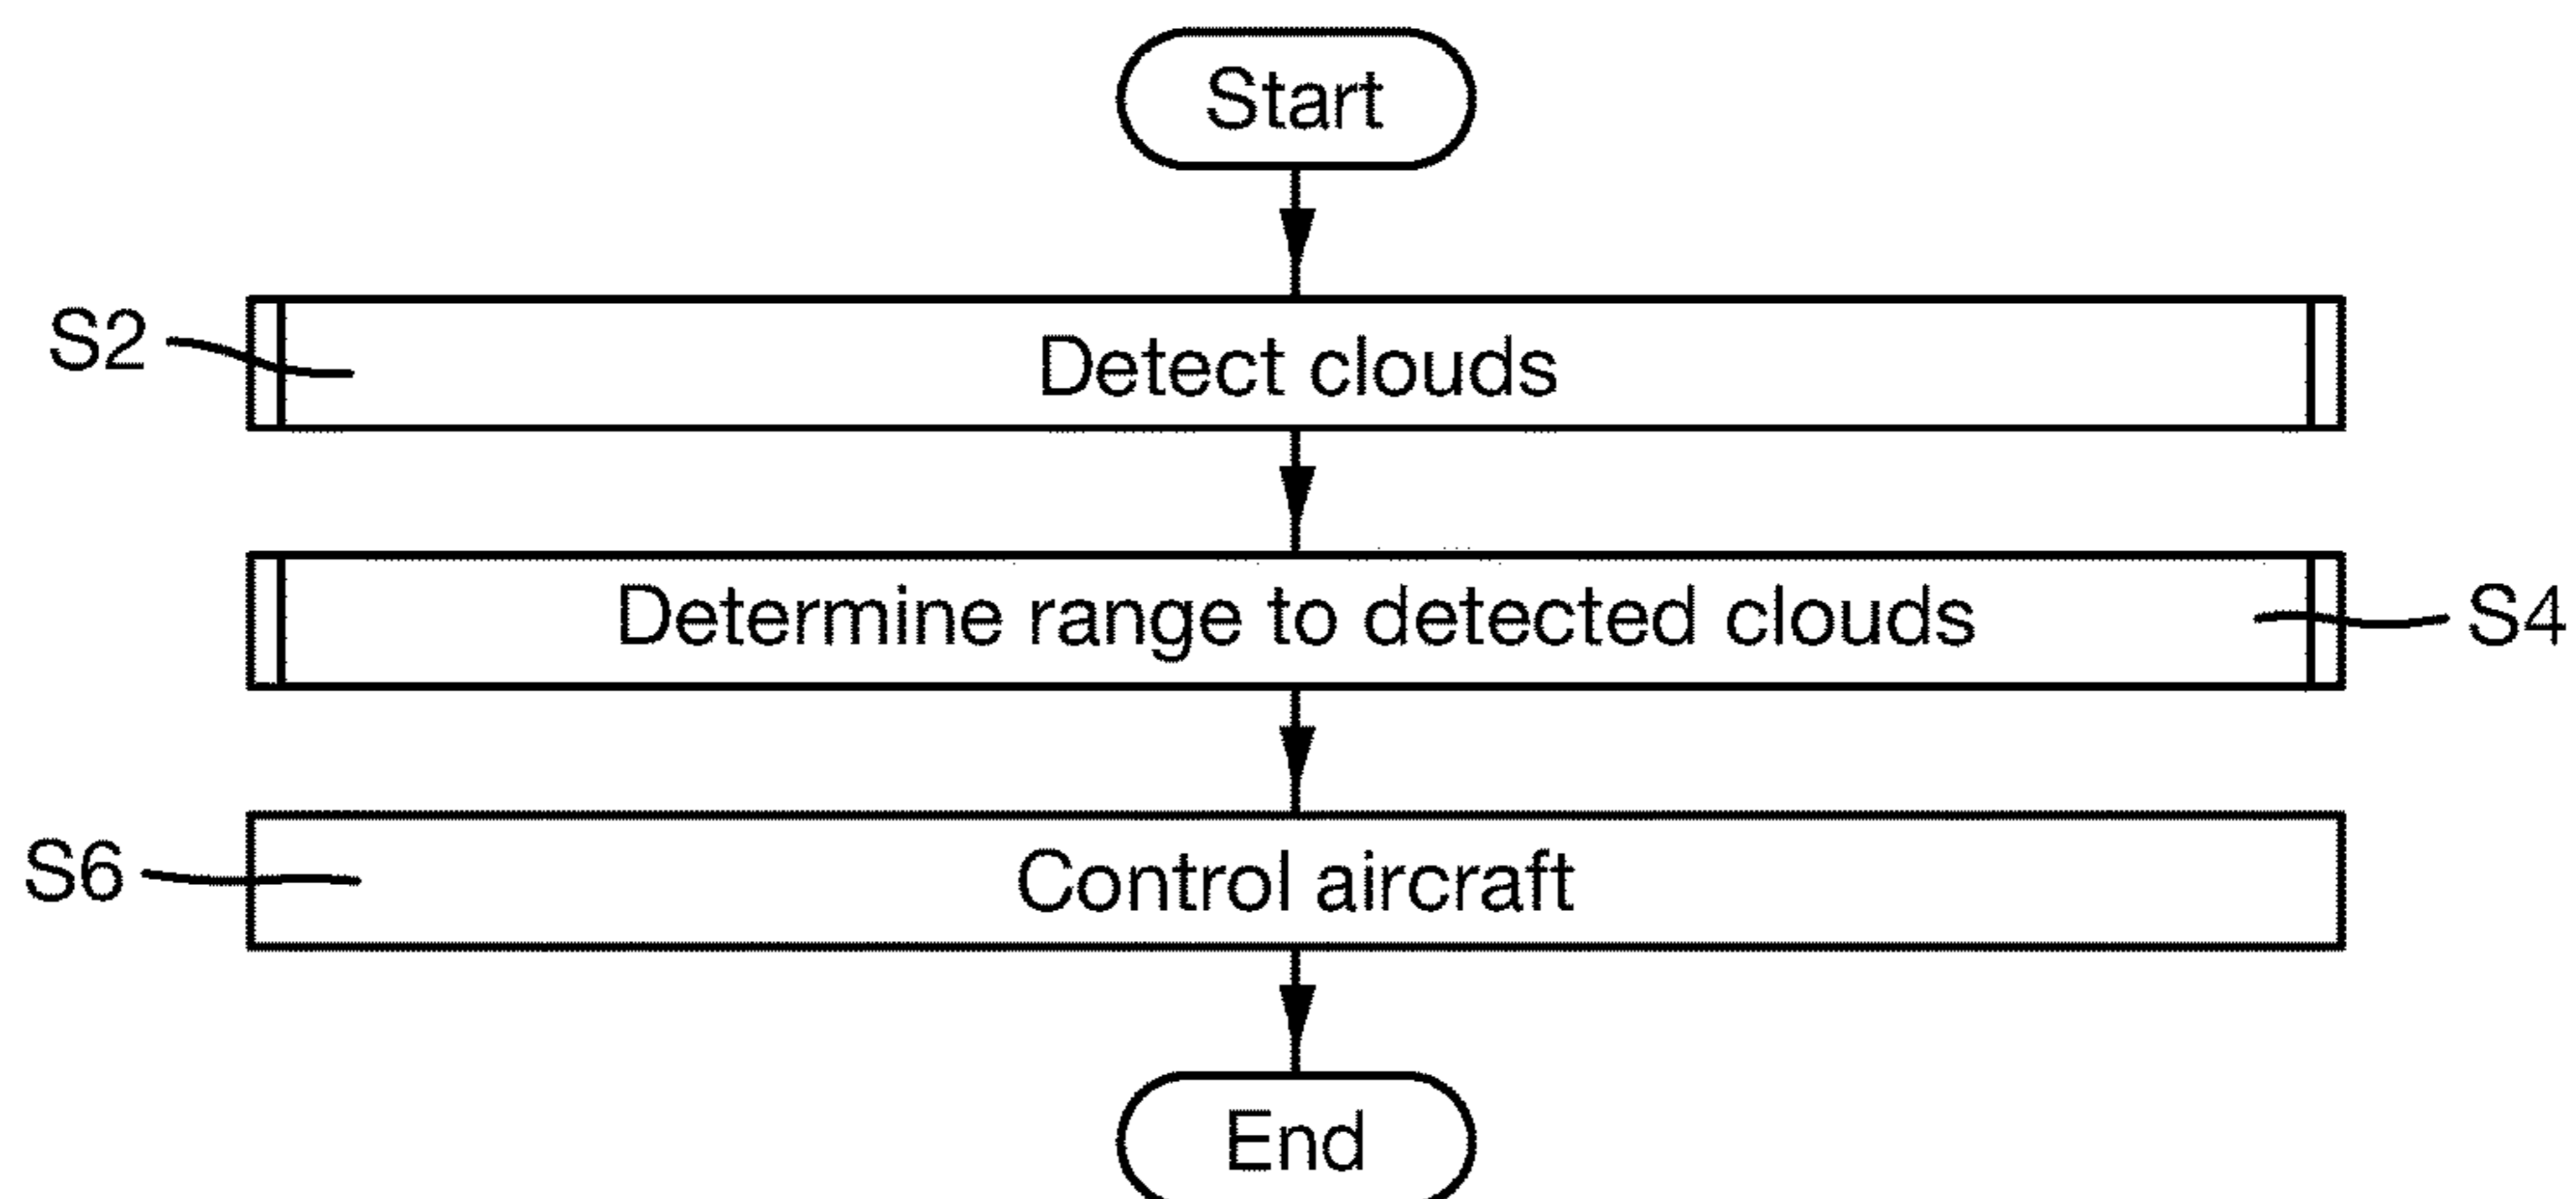 Start
S2
Detect clouds
Determine range to detected clouds
S4
S6
Control aircraft
End